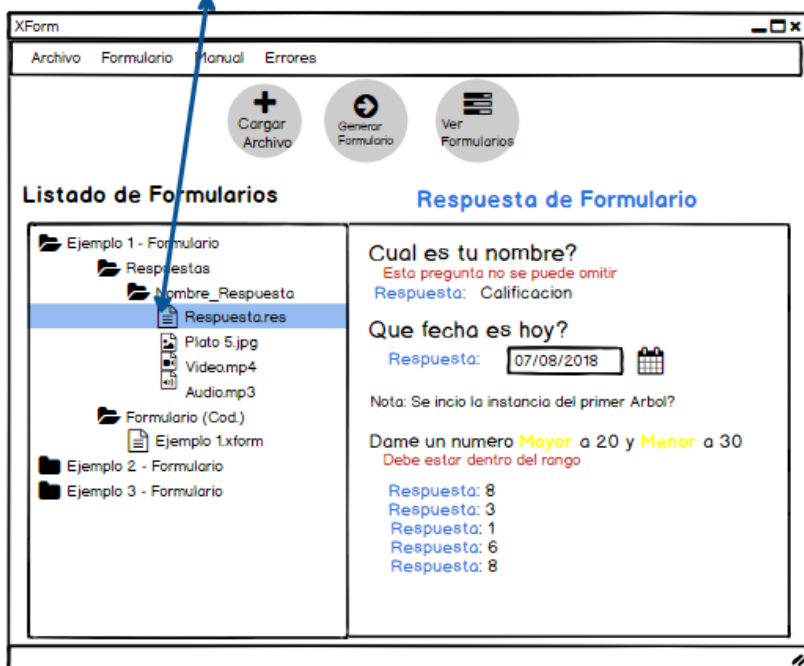 XForm
Archivo Formulario Manual Errores
Cargar
Archivo
Generar
Formulario
Ver
Formularios
Listado de Formularios
Respuesta de Formulario
Ejemplo 1 - Formulario
Respuestas
Nombre_Respuesta
Respuesta.res
Plato 5.jpg
Video.mp4
Audio.mp3
Formulario (Cod.)
Ejemplo 1.xform
Ejemplo 2 - Formulario
Ejemplo 3 - Formulario
Cual es tu nombre?
Esta pregunta no se puede omitir
Respuesta: Calificacion
Que fecha es hoy?
Respuesta: 07/08/2018
Nota: Se incio la instancia del primer Arbol?
Dame un numero Mayor a 20 y Menor a 30
Debe estar dentro del rango
Respuesta: 8
Respuesta: 3
Respuesta: 1
Respuesta: 6
Respuesta: 8